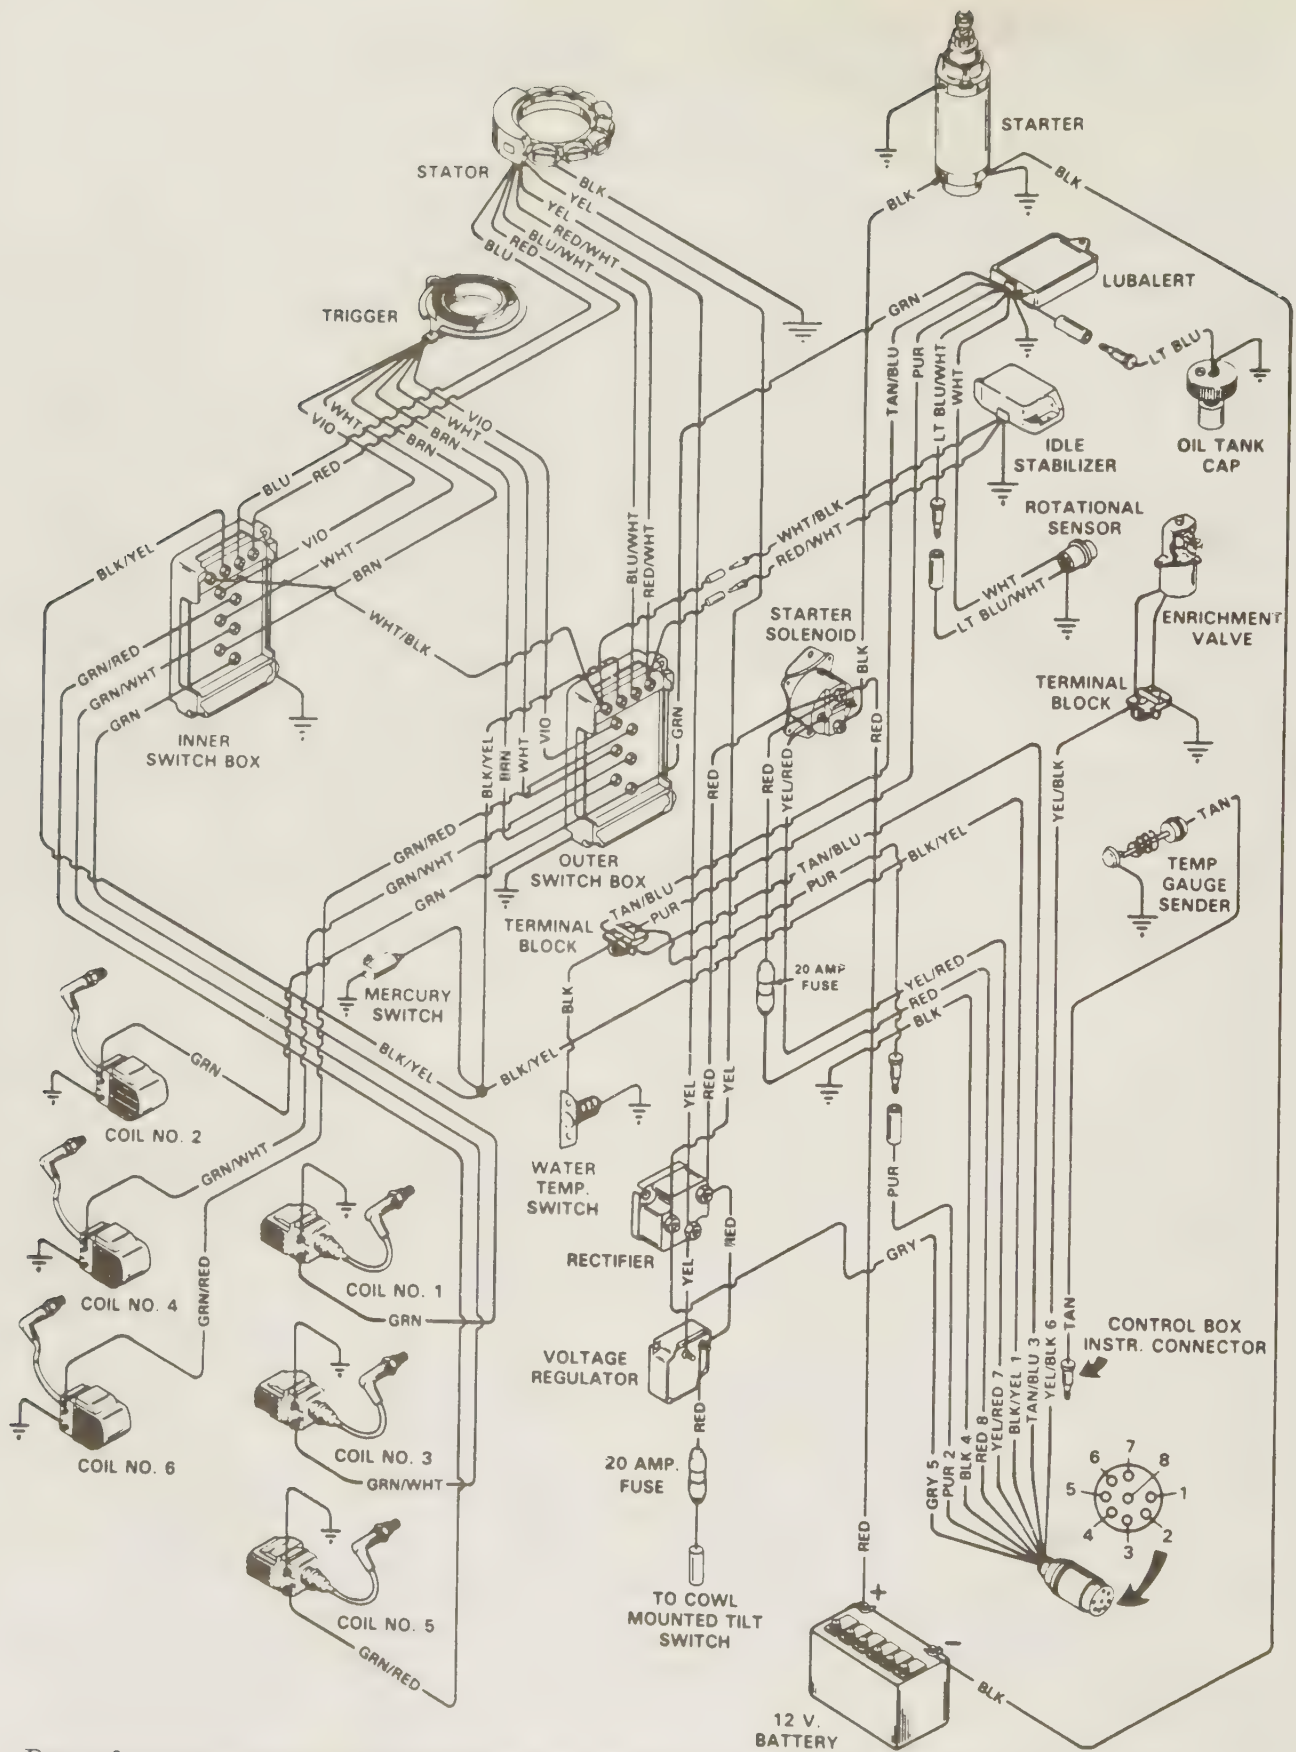 STARTER
STATOR
BLK
YEL
YEL
RED/WHT
BLU/WHT
RED
BLU
BLK
BLK
LUBALERT
GRN
TRIGGER
TAN/BLU
PUR
LT BLU/WHT
WHT
LT BLU
OIL TANK
CAP
IDLE
STABILIZER
VIO
WHT
BRN
VIO
WHT
BRN
BLU
RED
BLK/YEL
VIO
WHT
BRN
WHT/BLK
RED/WHT
BLU/WHT
RED/WHT
ROTATIONAL
SENSOR
WHT
LT BLU/WHT
ENRICHMENT
VALVE
STARTER
SOLENOID
BLK
RED
WHT/BLK
GRN/RED
GRN/WHT
GRN
INNER
SWITCH BOX
TERMINAL
BLOCK
VIO
GRN
BLK/YEL
BRN
WHT
RED
RED
YEL/RED
YEL/BLK
TAN
TEMP
GAUGE
SENDER
GRN/RED
GRN/WHT
GRN
OUTER
SWITCH BOX
TAN/BLU
PUR
TAN/BLU
PUR
BLK/YEL
TERMINAL
BLOCK
MERCURY
SWITCH
BLK
20 AMP
FUSE
YEL/RED
RED
BLK
BLK/YEL
BLK/YEL
GRN
COIL NO. 2
YEL
RED
YEL
GRN/WHT
WATER
TEMP.
SWITCH
PUR
RECTIFIER
RED
GRY
COIL NO. 1
GRN
COIL NO. 4
GRN/RED
YEL
VOLTAGE
REGULATOR
RED
TAN
CONTROL BOX
INSTR. CONNECTOR
COIL NO. 3
GRN/WHT
COIL NO. 6
20 AMP.
FUSE
GRY 5
PUR 2
BLK 4
RED 8
YEL/RED 7
BLK/YEL 1
TAN/BLU 3
YEL/BLK 6
7
6
8
5
1
4
3
2
RED
COIL NO. 5
GRN/RED
TO COWL
MOUNTED TILT
SWITCH
+
−
BLK
12 V.
BATTERY